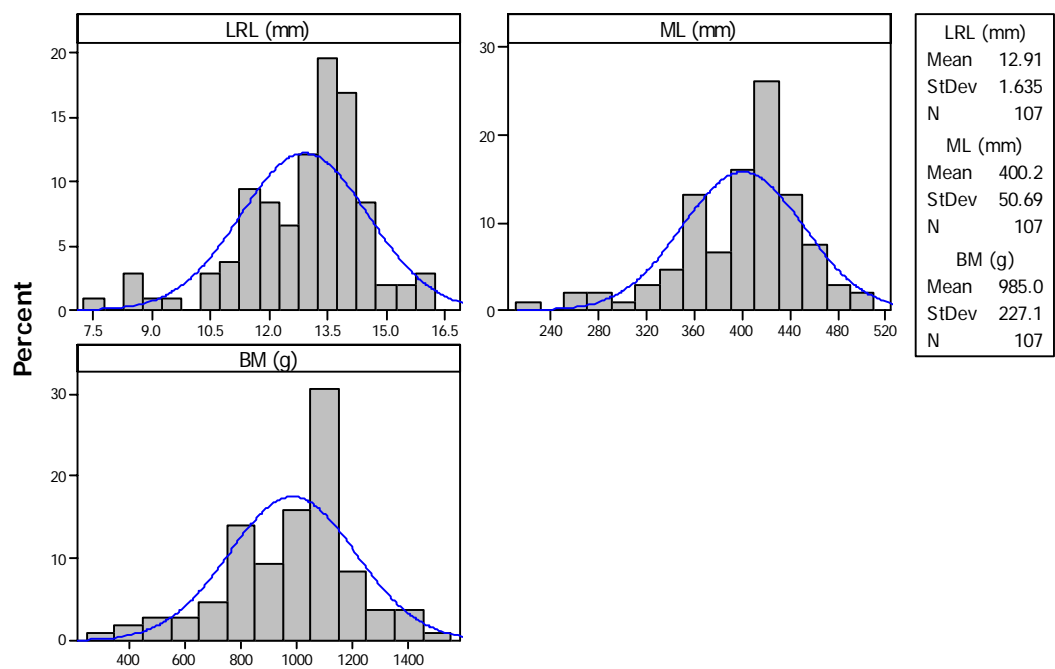 LRL (mm)
20
15
10
5
0
7.5 9.0 10.5 12.0 13.5 15.0 16.5
ML (mm)
30
20
10
0
240 280 320 360 400 440 480 520
LRL (mm)
Mean 12.91
StDev 1.635
N 107
ML (mm)
Mean 400.2
StDev 50.69
N 107
BM (g)
Mean 985.0
StDev 227.1
N 107
Percent
BM (g)
30
20
10
0
400 600 800 1000 1200 1400